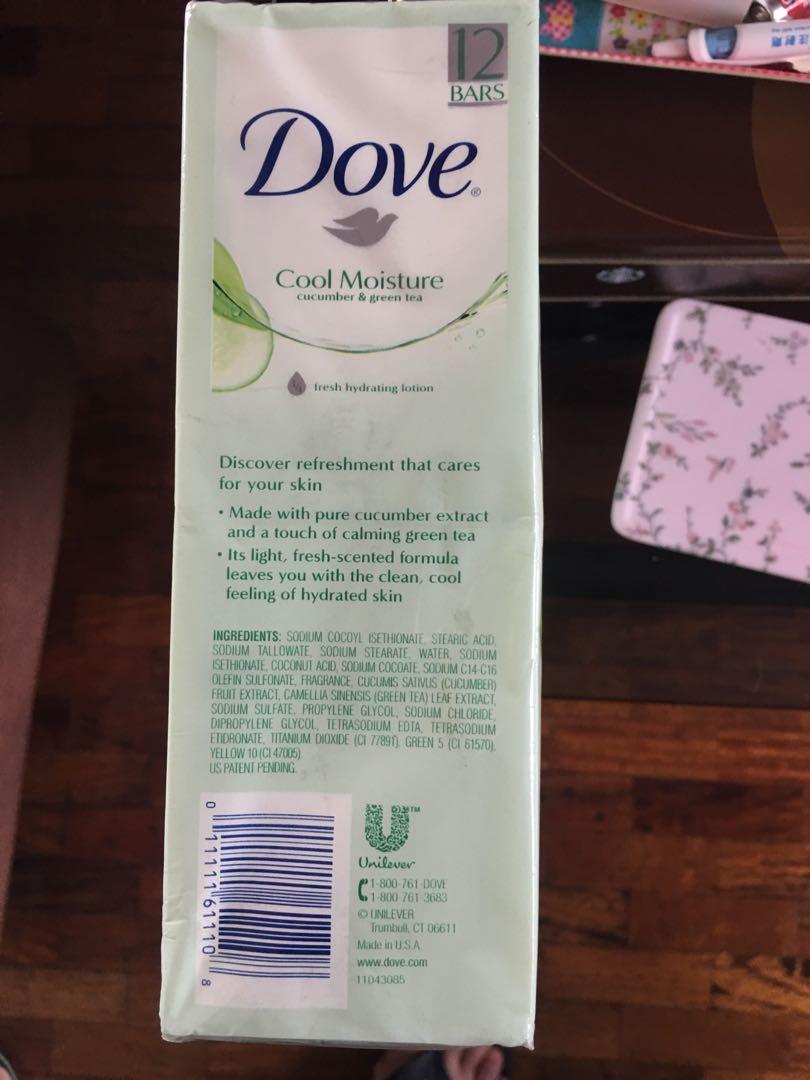 12
BARS
Dove®
Cool Moisture
cucumber & green tea
fresh hydrating lotion
Discover refreshment that cares
for your skin
• Made with pure cucumber extract
and a touch of calming green tea
• Its light, fresh-scented formula
leaves you with the clean, cool
feeling of hydrated skin
INGREDIENTS: SODIUM COCOYL ISETHIONATE, STEARIC ACID,
SODIUM TALLOWATE, SODIUM STEARATE, WATER, SODIUM
ISETHIONATE, COCONUT ACID, SODIUM COCOATE, SODIUM C14-C16
OLEFIN SULFONATE, FRAGRANCE, CUCUMIS SATIVUS (CUCUMBER)
FRUIT EXTRACT, CAMELLIA SINENSIS (GREEN TEA) LEAF EXTRACT,
SODIUM SULFATE, PROPYLENE GLYCOL, SODIUM CHLORIDE,
DIPROPYLENE GLYCOL, TETRASODIUM EDTA, TETRASODIUM
ETIDRONATE, TITANIUM DIOXIDE (CI 77891), GREEN 5 (CI 61570),
YELLOW 10 (CI 47005)
US PATENT PENDING.
0 11111 61110 8
U™
Unilever
1-800-761-DOVE
1-800-761-3683
© UNILEVER
Trumbull, CT 06611
Made in U.S.A.
www.dove.com
11043085
注射剤